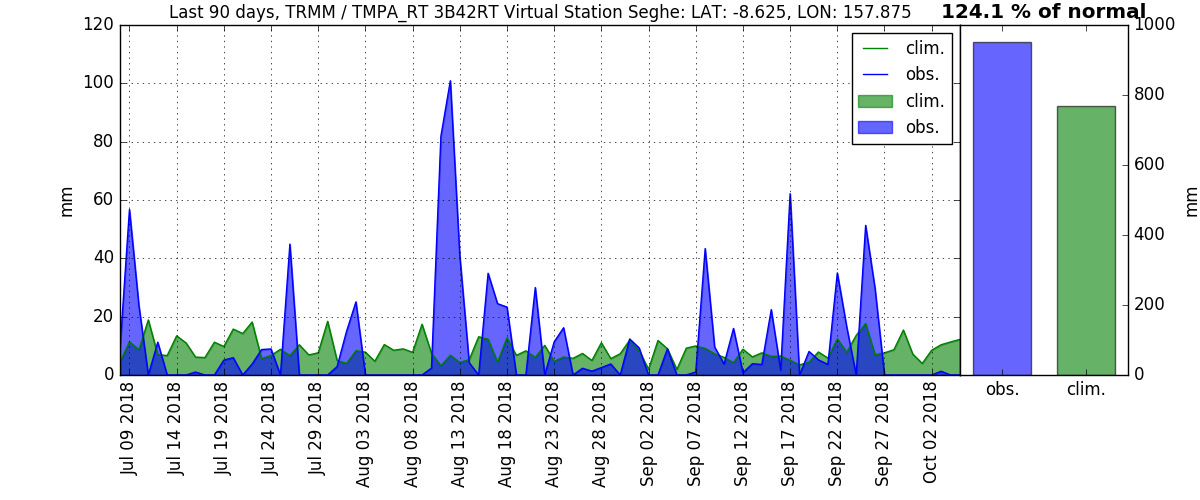 Last 90 days, TRMM / TMPA_RT 3B42RT Virtual Station Seghe: LAT: -8.625, LON: 157.875
124.1 % of normal
120
100
80
60
40
20
0
mm
clim.
obs.
clim.
obs.
Jul 09 2018
Jul 14 2018
Jul 19 2018
Jul 24 2018
Jul 29 2018
Aug 03 2018
Aug 08 2018
Aug 13 2018
Aug 18 2018
Aug 23 2018
Aug 28 2018
Sep 02 2018
Sep 07 2018
Sep 12 2018
Sep 17 2018
Sep 22 2018
Sep 27 2018
Oct 02 2018
obs.
clim.
1000
800
600
400
200
0
mm